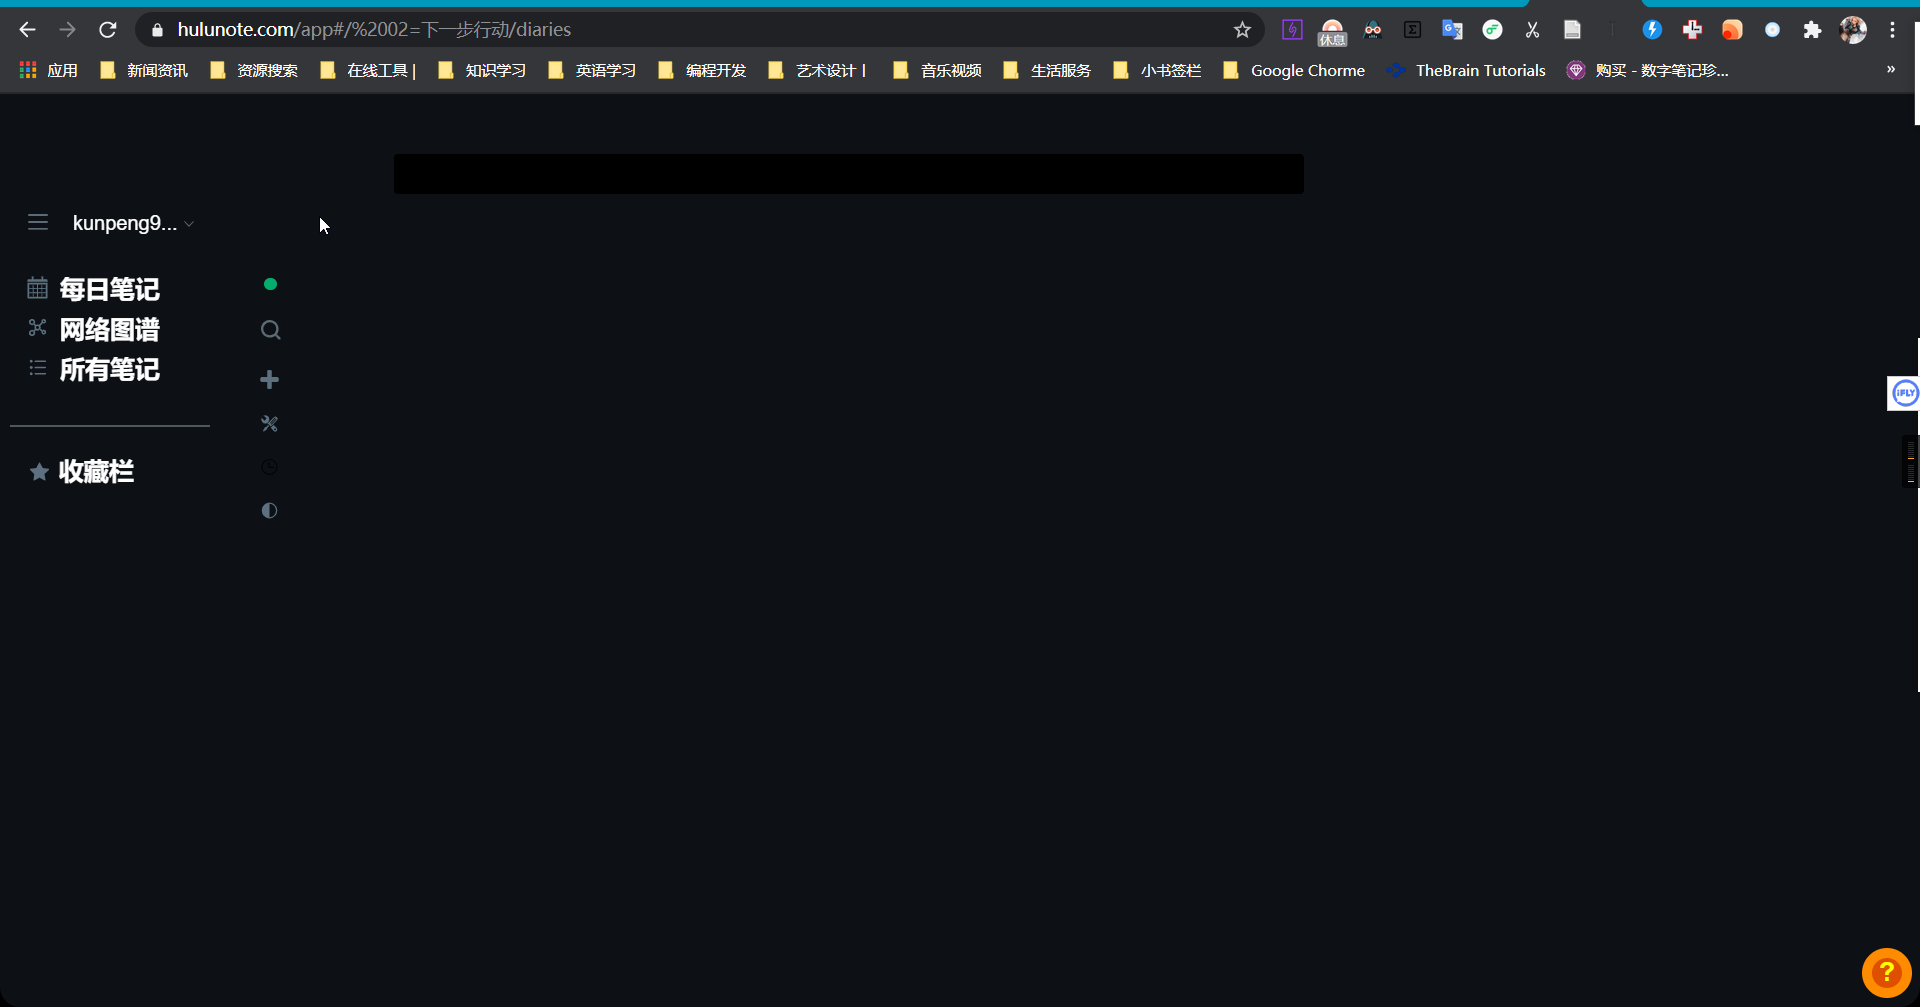 hulunote.com/app#/%2002=下一步行动/diaries
休息
应用 新闻资讯 资源搜索 在线工具 | 知识学习 英语学习 编程开发 艺术设计丨 音乐视频 生活服务 小书签栏 Google Chorme TheBrain Tutorials 购买 - 数字笔记珍... »
kunpeng9...
每日笔记
网络图谱
所有笔记
iFLY
收藏栏
?